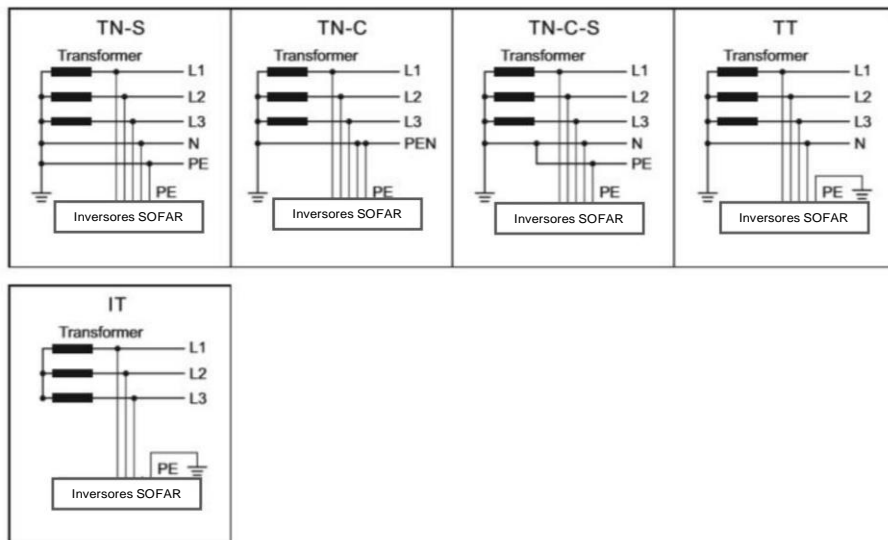 TN-S
Transformer
L1
L2
L3
N
PE
PE
Inversores SOFAR
TN-C
Transformer
L1
L2
L3
PEN
PE
Inversores SOFAR
TN-C-S
Transformer
L1
L2
L3
N
PE
PE
Inversores SOFAR
TT
Transformer
L1
L2
L3
N
PE
Inversores SOFAR
IT
Transformer
L1
L2
L3
PE
Inversores SOFAR